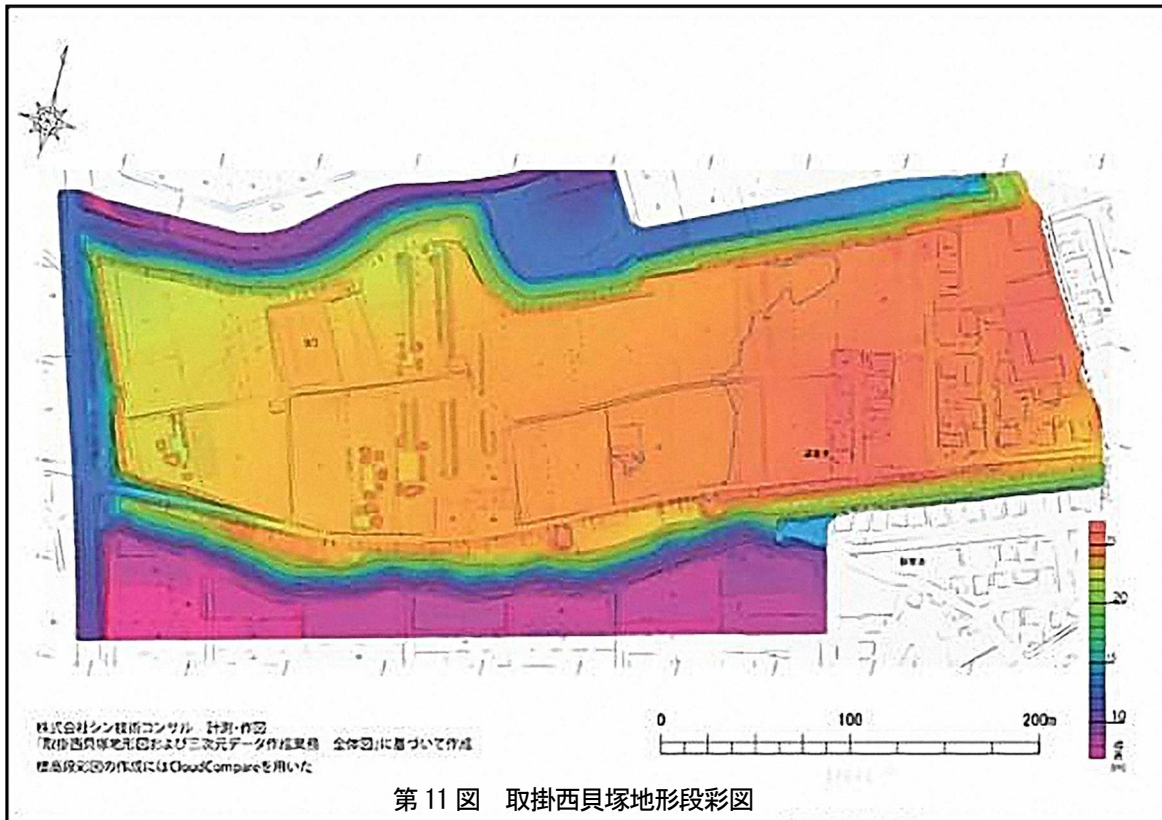 25
20
15
10
0 100 200m
株式会社シン技術コンサル 計測・作図
「取掛西貝塚地形図および三次元データ作成業務 全体図」に基づいて作成
標高段彩図の作成にはCloudCompareを用いた
第 11 図 取掛西貝塚地形段彩図